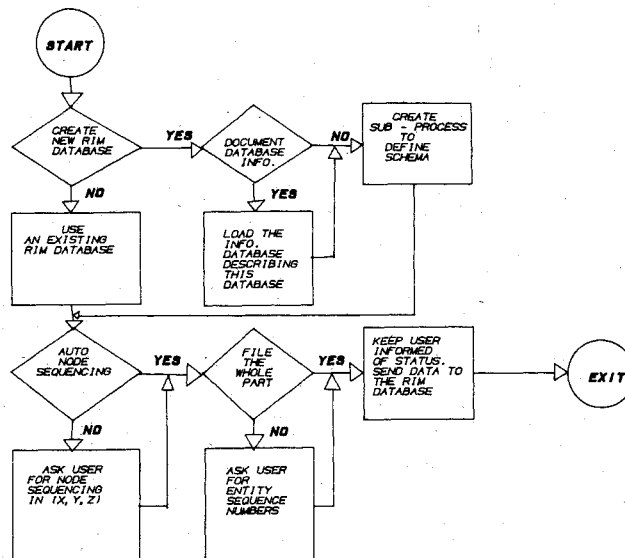 START
CREATE
NEW RIM
DATABASE
YES
DOCUMENT
DATABASE
INFO.
NO
CREATE
SUB - PROCESS
TO
DEFINE
SCHEMA
NO
YES
USE
AN EXISTING
RIM DATABASE
LOAD THE
INFO.
DATABASE
DESCRIBING
THIS
DATABASE
AUTO
NODE
SEQUENCING
YES
FILE
THE
WHOLE
PART
YES
KEEP USER
INFORMED
OF STATUS.
SEND DATA TO
THE RIM
DATABASE
EXIT
NO
NO
ASK USER
FOR NODE
SEQUENCING
IN (X, Y, Z)
ASK USER
FOR
ENTITY
SEQUENCE
NUMBERS